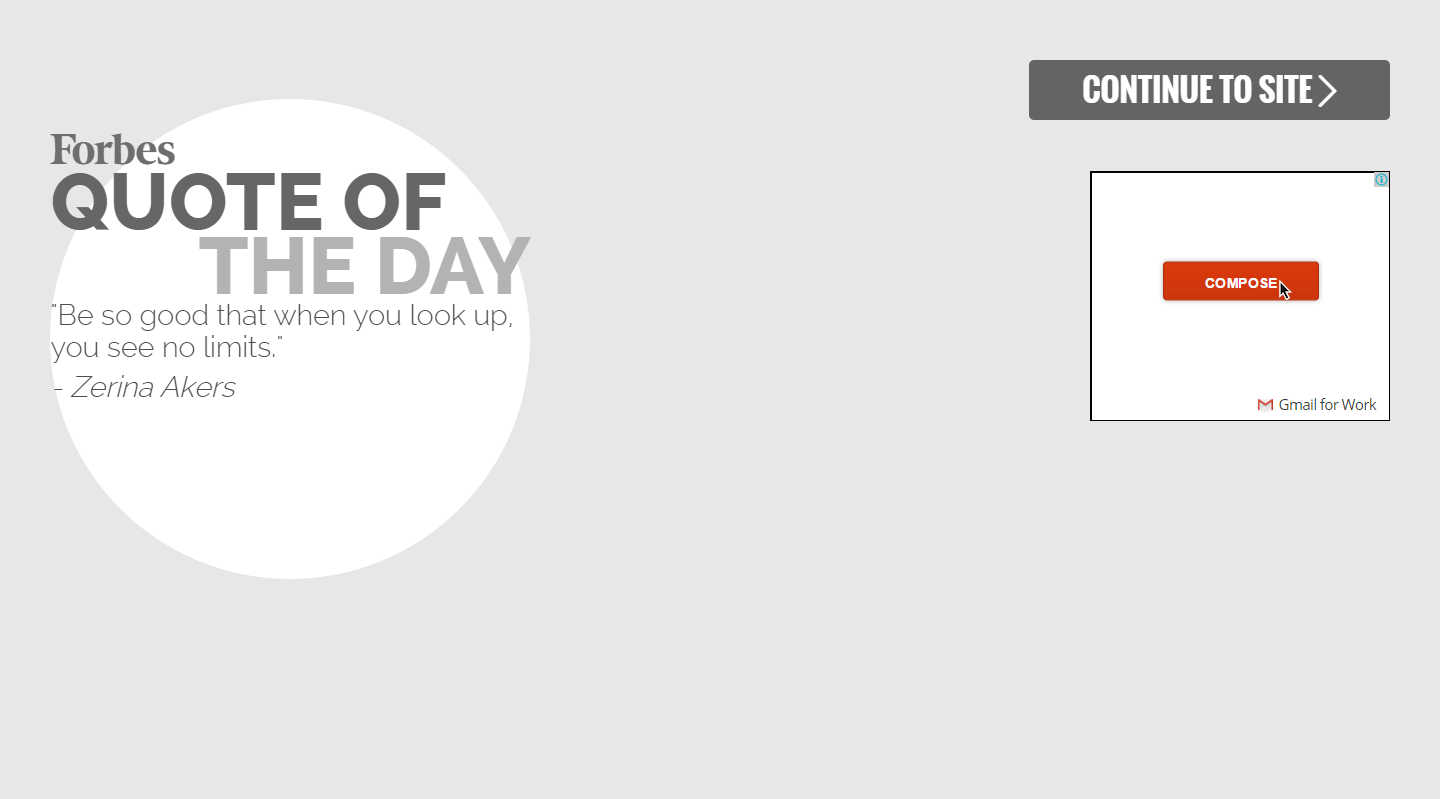 Forbes
QUOTE OF
THE DAY
"Be so good that when you look up,
you see no limits."
- Zerina Akers
CONTINUE TO SITE
COMPOSE
Gmail for Work